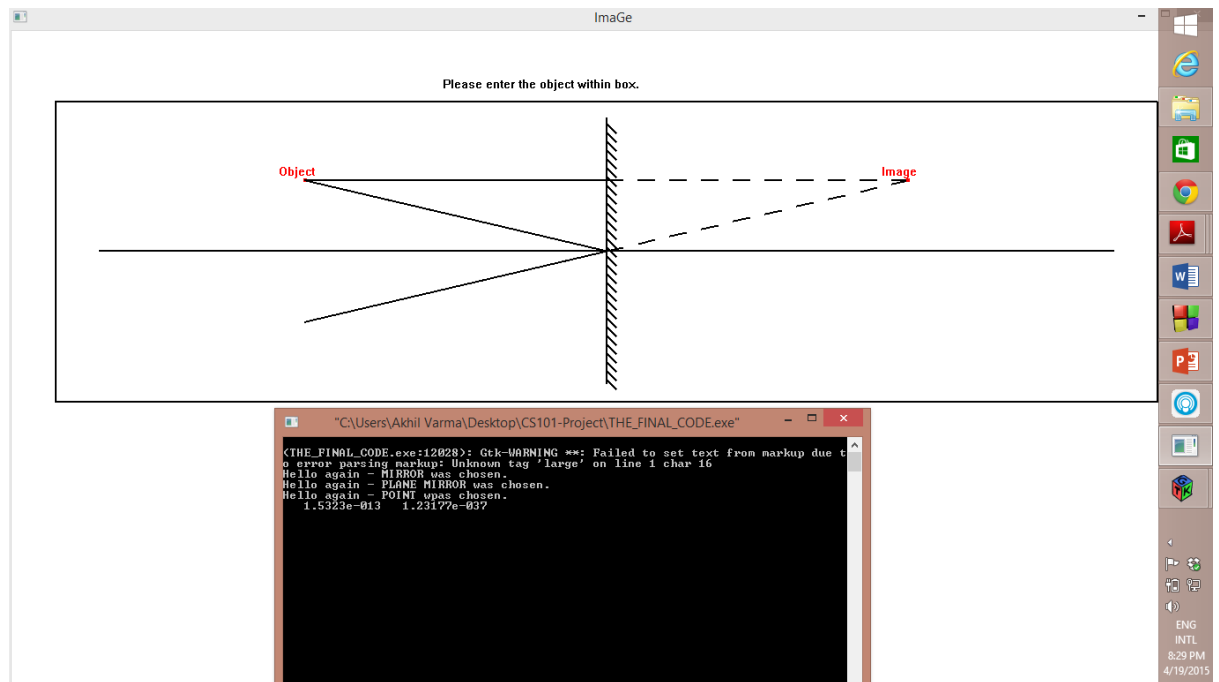 ImaGe
Please enter the object within box.
Object
Image
"C:\Users\Akhil Varma\Desktop\CS101-Project\THE_FINAL_CODE.exe"
(THE_FINAL_CODE.exe:12028): Gtk-WARNING **: Failed to set text from markup due t
o error parsing markup: Unknown tag 'large' on line 1 char 16
Hello again - MIRROR was chosen.
Hello again - PLANE MIRROR was chosen.
Hello again - POINT wpas chosen.
1.5323e-013 1.23177e-037
ENG
INTL
8:29 PM
4/19/2015